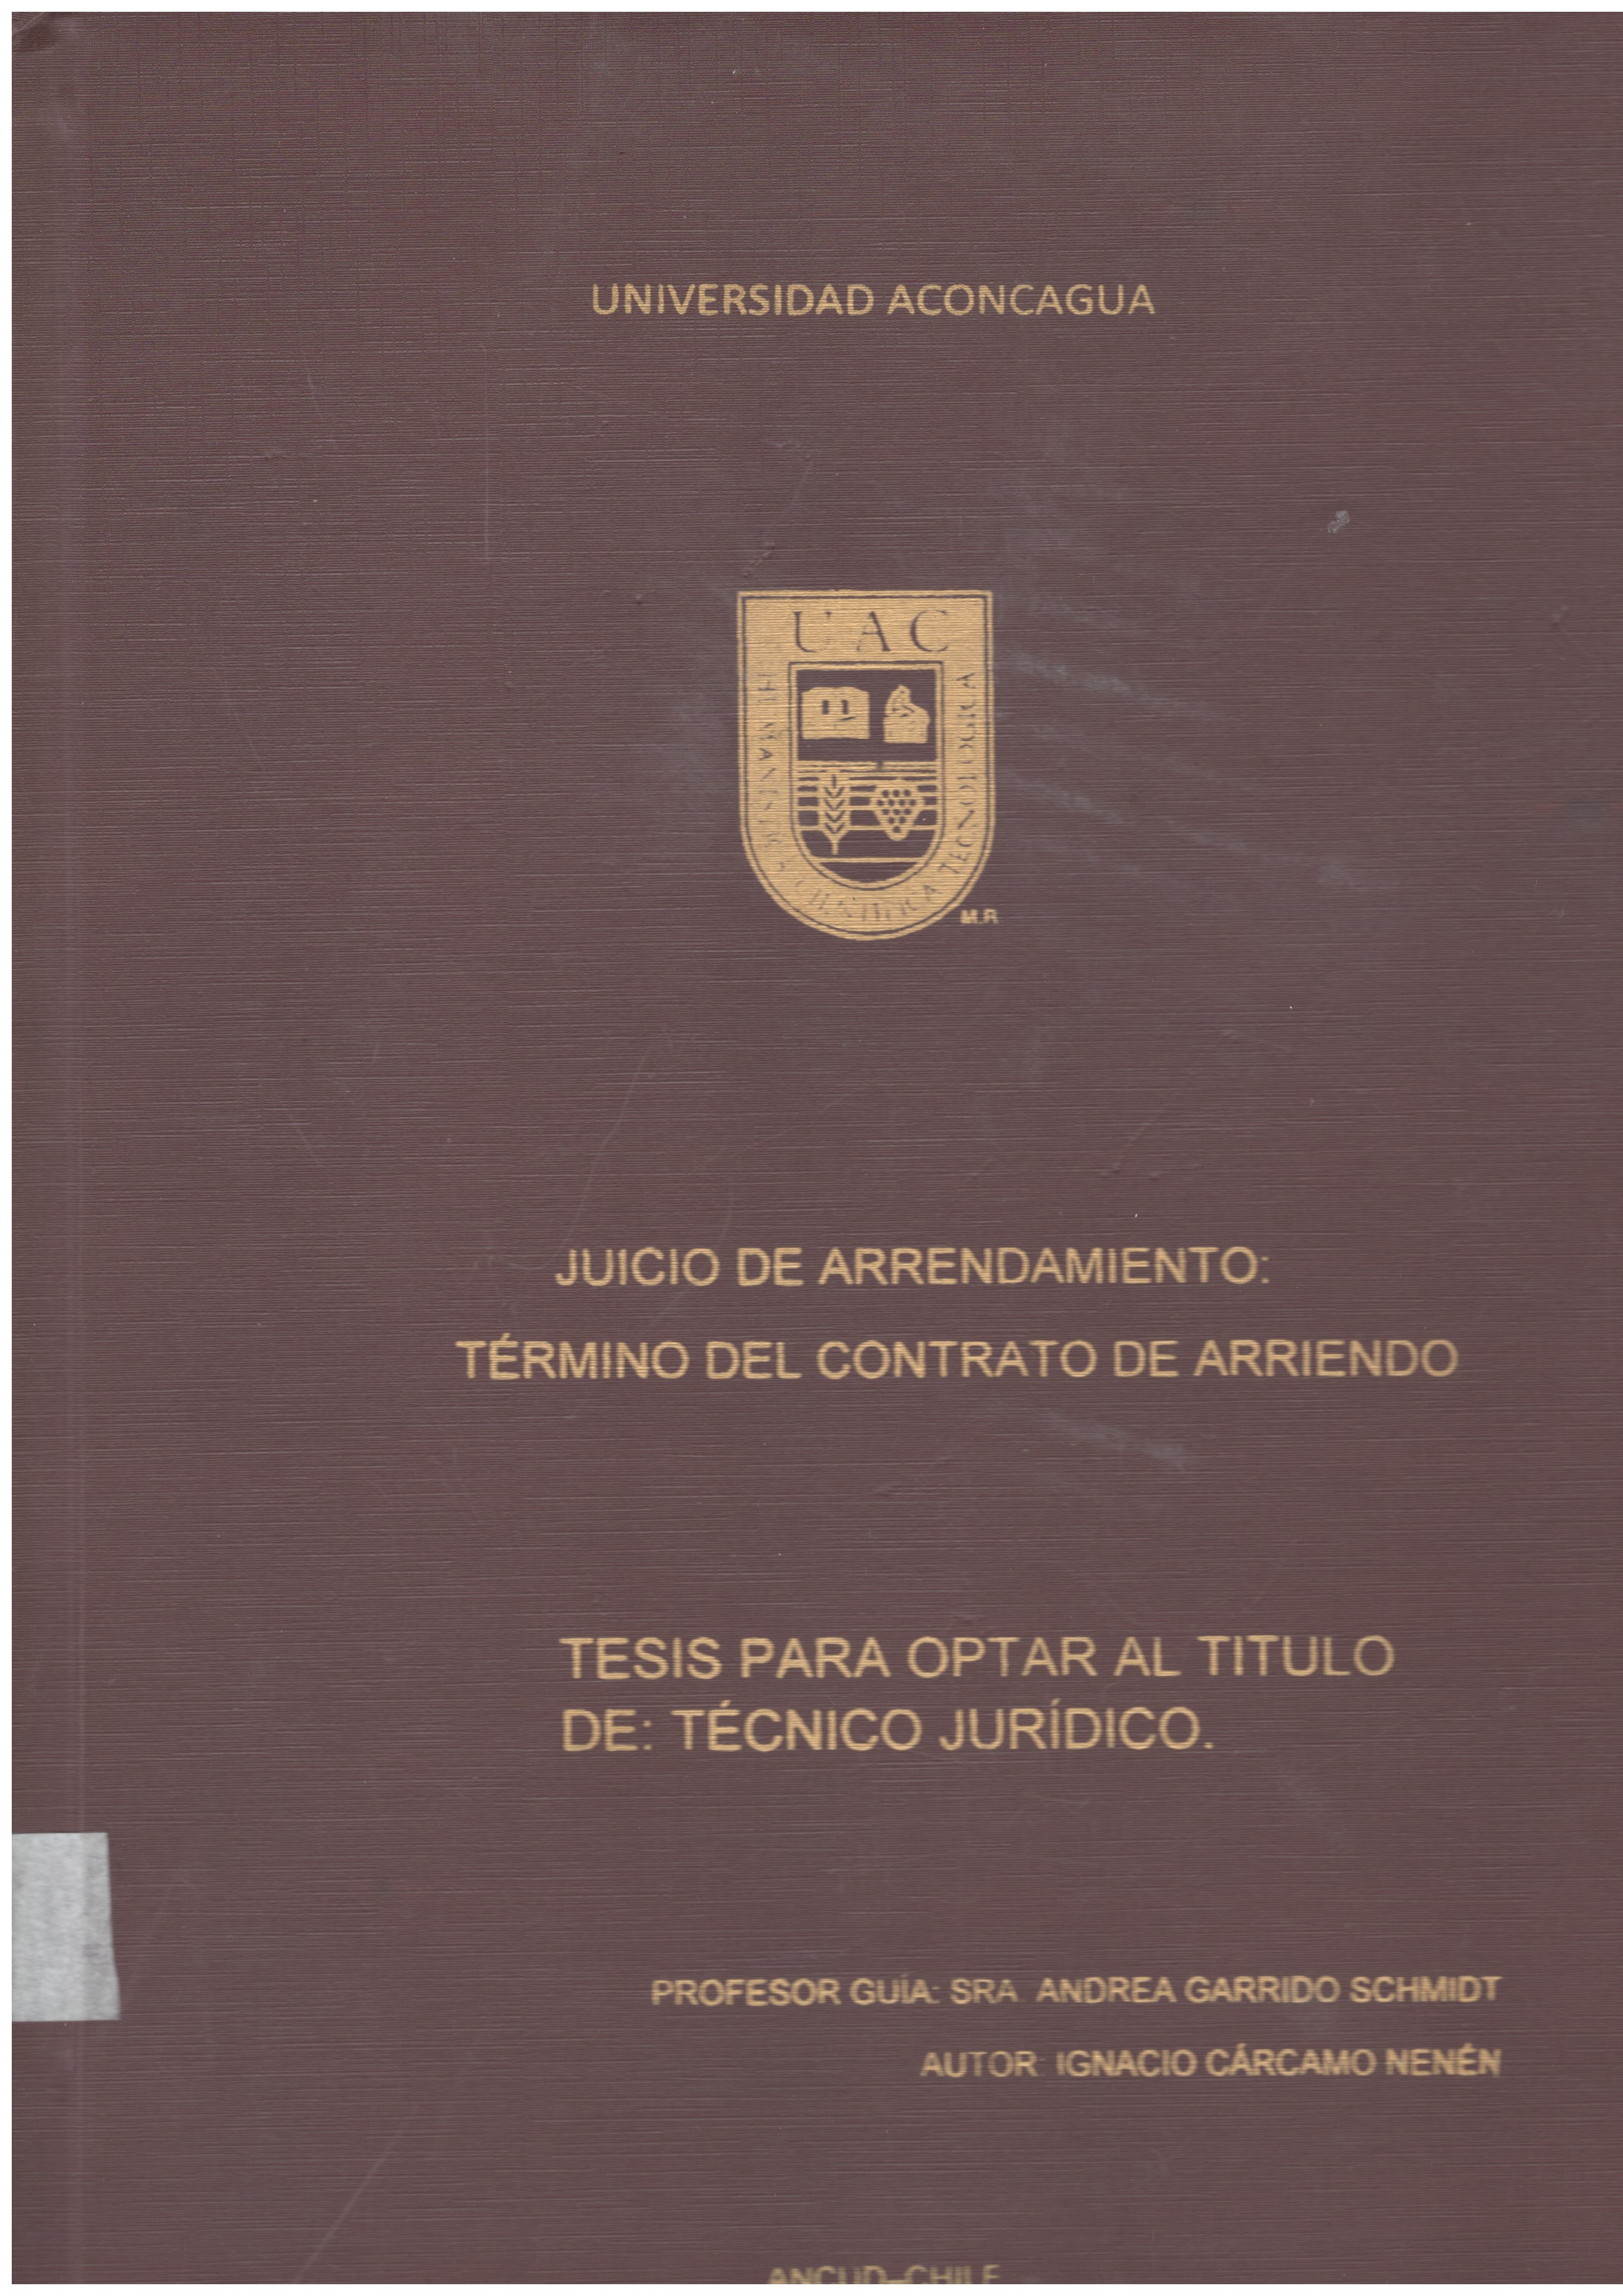 UNIVERSIDAD ACONCAGUA
UAC
HUMANISTA CIENTIFICA TECNOLOGICA
M.R.
JUICIO DE ARRENDAMIENTO:
TÉRMINO DEL CONTRATO DE ARRIENDO
TESIS PARA OPTAR AL TITULO
DE: TÉCNICO JURÍDICO.
PROFESOR GUÍA: SRA. ANDREA GARRIDO SCHMIDT
AUTOR: IGNACIO CÁRCAMO NENÉN
ANCUD–CHILE